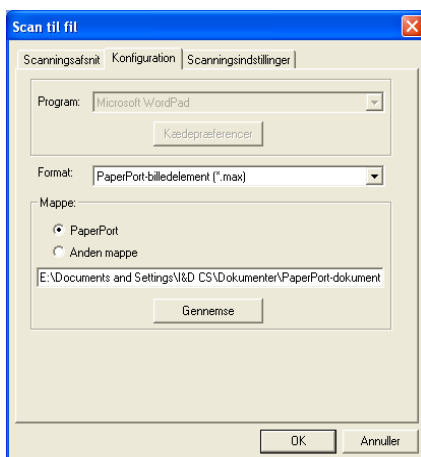 Scan til fil
Scanningsafsnit Konfiguration Scanningsindstillinger
Program: Microsoft WordPad
Kædepræferencer
Format: PaperPort-billedelement (*.max)
Mappe:
PaperPort
Anden mappe
E:\Documents and Settings\I&D CS\Dokumenter\PaperPort-dokument
Gennemse
OK Annuller